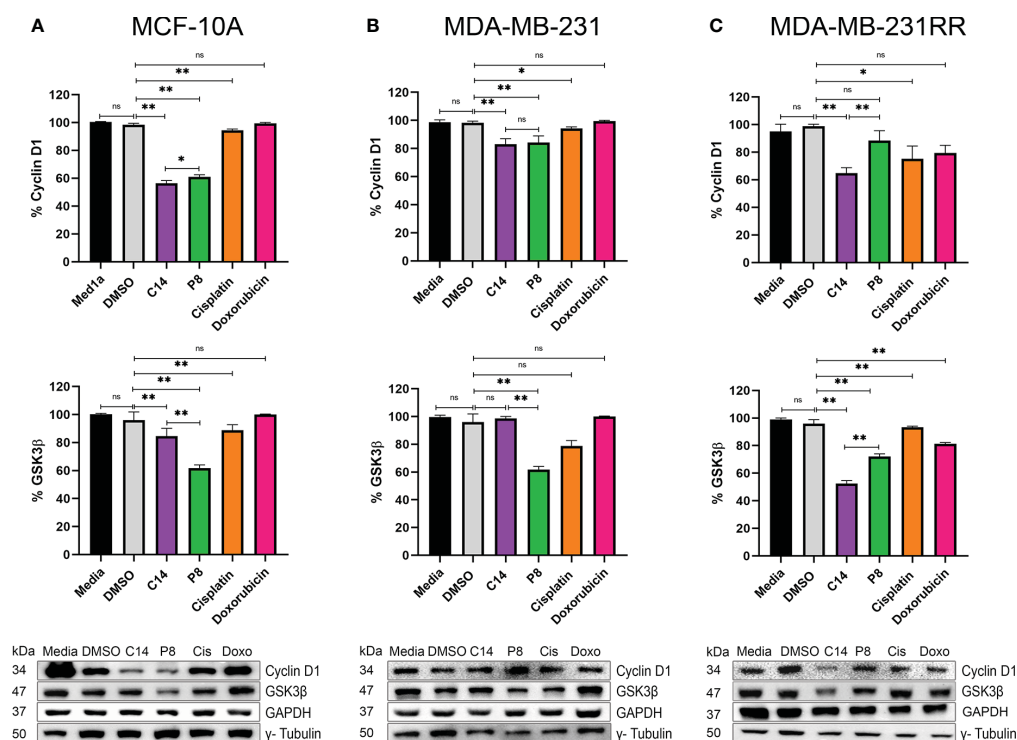 A MCF-10A
B MDA-MB-231
C MDA-MB-231RR
ns
**
**
ns
**
*
% Cyclin D1
120
100
80
60
40
20
0
Med1a
DMSO
C14
P8
Cisplatin
Doxorubicin
ns
*
**
ns
**
ns
% Cyclin D1
120
100
80
60
40
20
0
Media
DMSO
C14
P8
Cisplatin
Doxorubicin
ns
*
ns
ns
**
**
% Cyclin D1
120
100
80
60
40
20
0
Media
DMSO
C14
P8
Cisplatin
Doxorubicin
ns
**
**
ns
**
**
% GSK3β
120
100
80
60
40
20
0
Media
DMSO
C14
P8
Cisplatin
Doxorubicin
ns
ns
**
ns
ns
**
% GSK3β
120
100
80
60
40
20
0
Media
DMSO
C14
P8
Cisplatin
Doxorubicin
**
**
**
ns
**
**
% GSK3β
120
100
80
60
40
20
0
Media
DMSO
C14
P8
Cisplatin
Doxorubicin
kDa Media DMSO C14 P8 Cis Doxo
34 Cyclin D1
47 GSK3β
37 GAPDH
50 γ- Tubulin
kDa Media DMSO C14 P8 Cis Doxo
34 Cyclin D1
47 GSK3β
37 GAPDH
50 γ- Tubulin
kDa Media DMSO C14 P8 Cis Doxo
34 Cyclin D1
47 GSK3β
37 GAPDH
50 γ- Tubulin